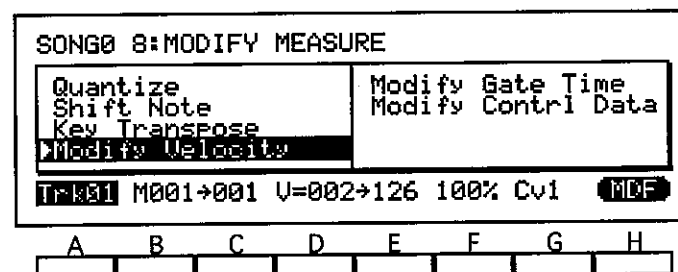 SONG0 8:MODIFY MEASURE
Quantize
Shift Note
Key Transpose
Modify Velocity
Modify Gate Time
Modify Contrl Data
Trk01 M001→001 V=002→126 100% Cv1 MDF
A B C D E F G H